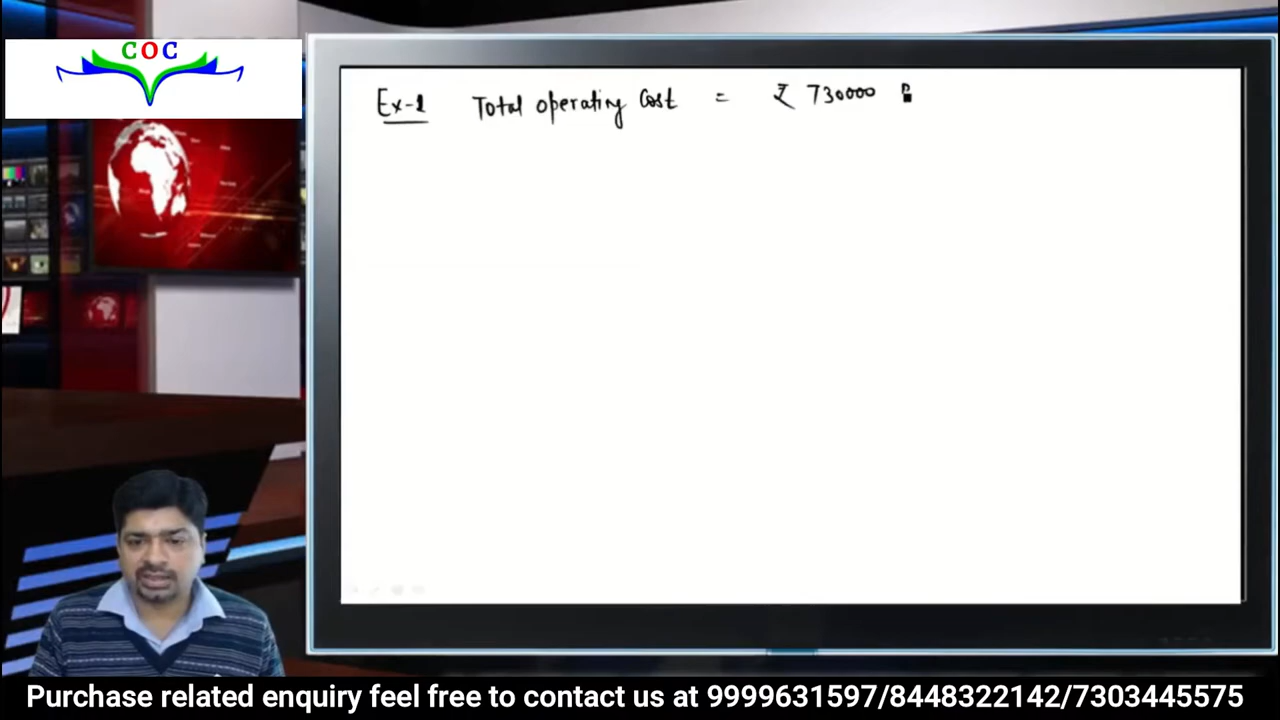 COC
Ex-1 Total operating Cost = ₹ 730000
Purchase related enquiry feel free to contact us at 9999631597/8448322142/7303445575